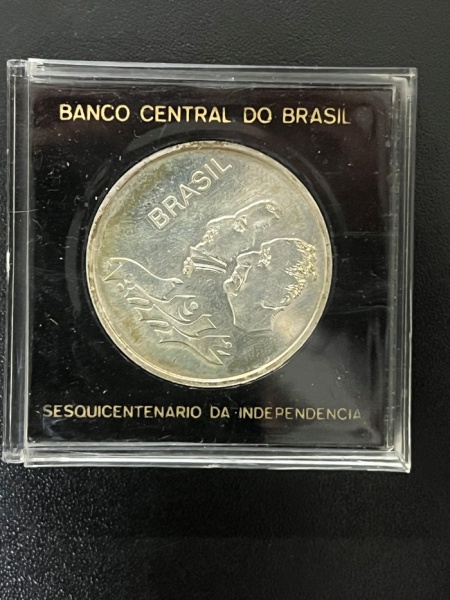 BANCO CENTRAL DO BRASIL
BRASIL
SESQUICENTENARIO DA INDEPENDENCIA